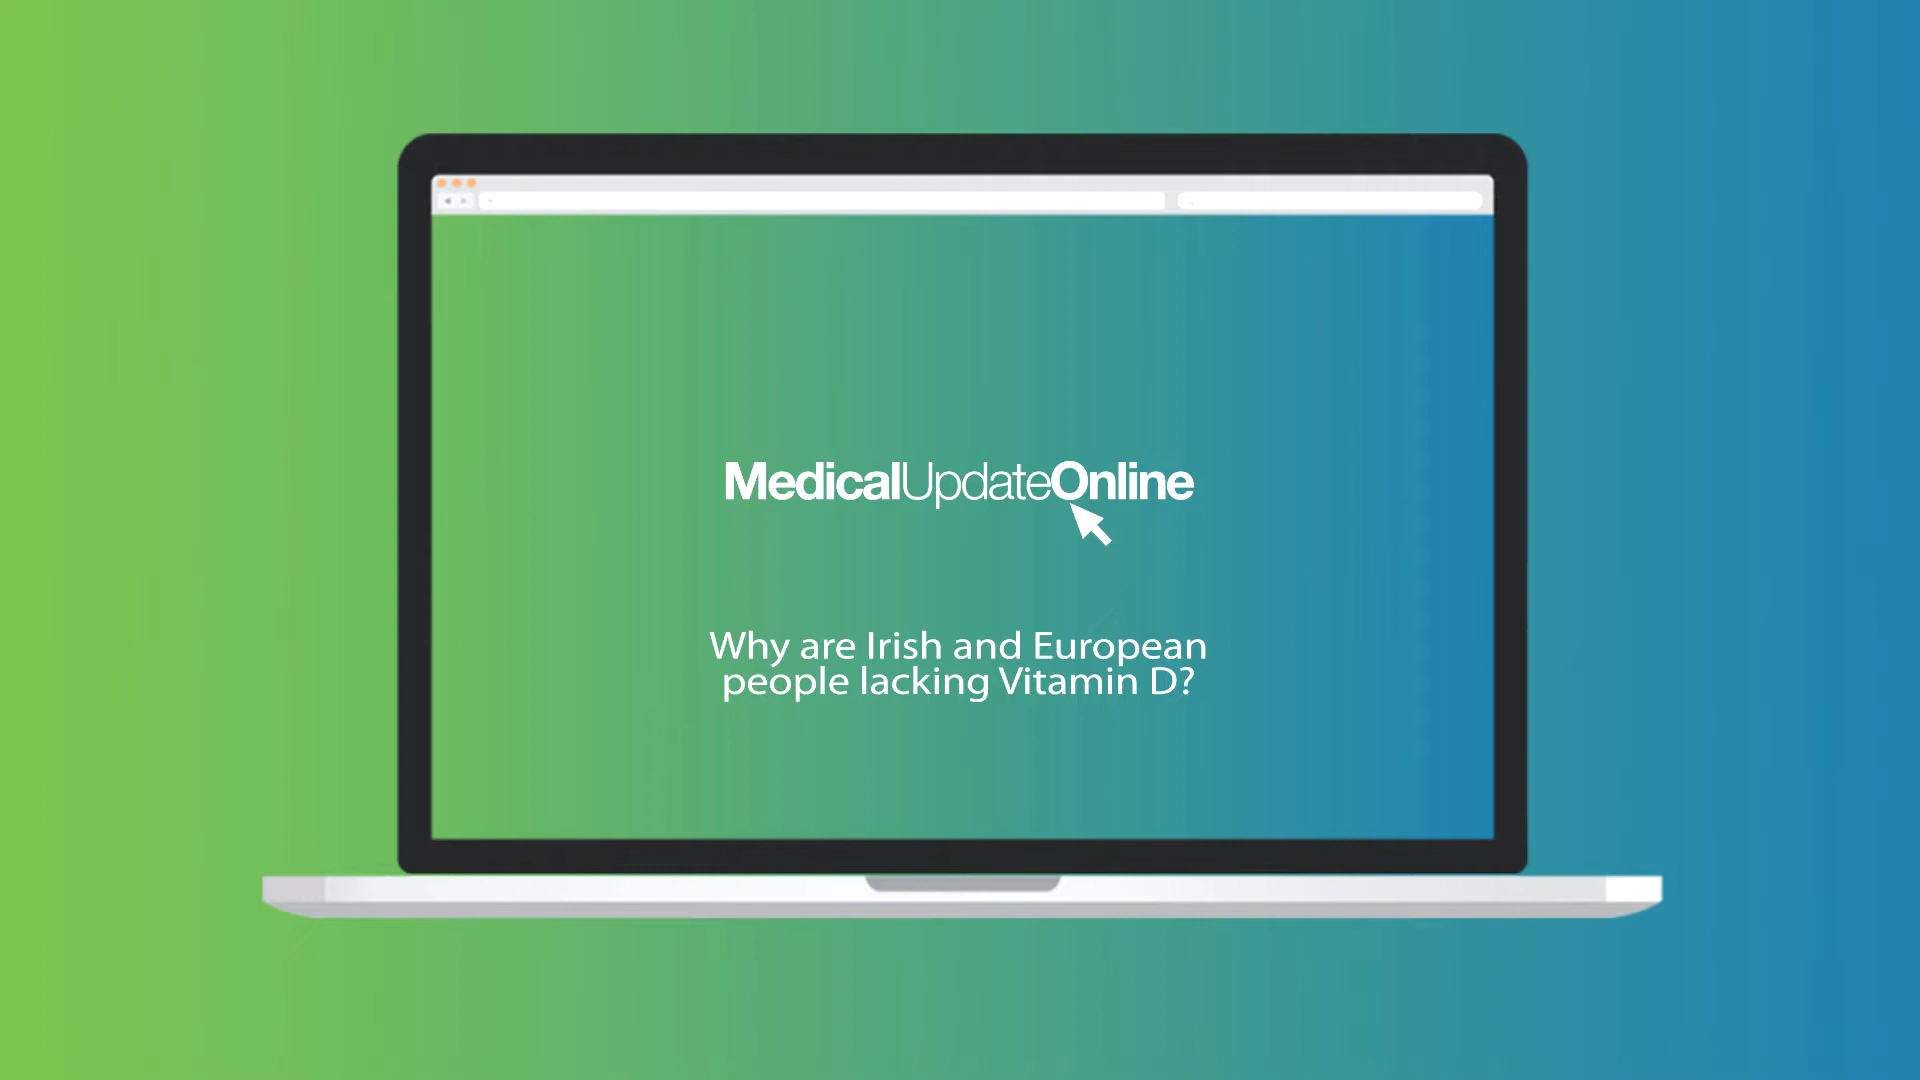 MedicalUpdateOnline
Why are Irish and European
people lacking Vitamin D?